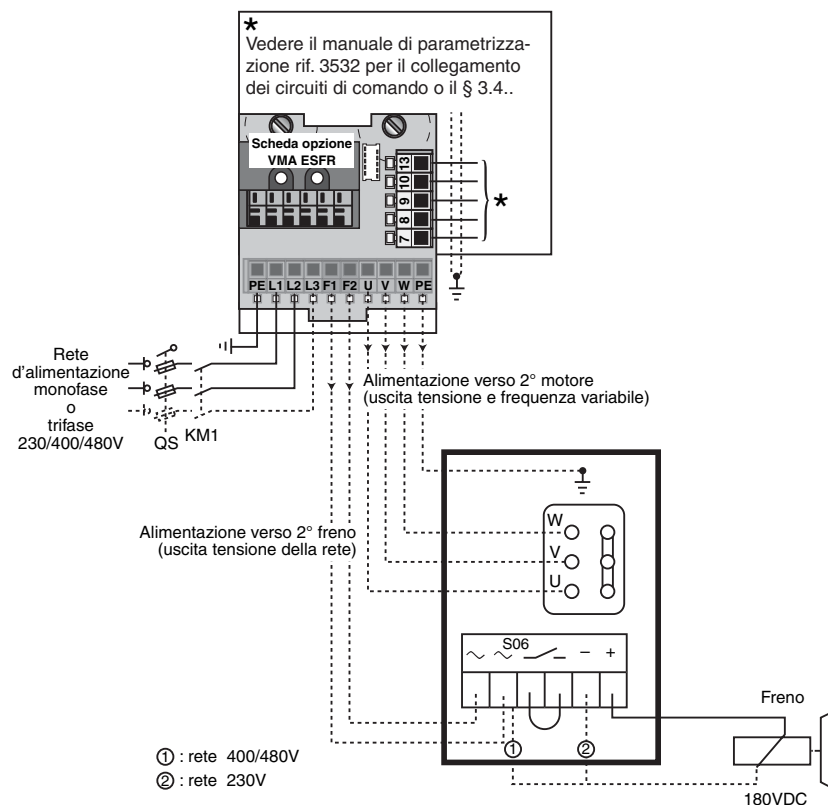 *
Vedere il manuale di parametrizza-
zione rif. 3532 per il collegamento
dei circuiti di comando o il § 3.4..
Scheda opzione
VMA ESFR
13
10
9
8
7
*
PE L1 L2 L3 F1 F2 U V W PE
Rete
d'alimentazione
monofase
o
trifase
230/400/480V
QS
KM1
Alimentazione verso 2° motore
(uscita tensione e frequenza variabile)
Alimentazione verso 2° freno
(uscita tensione della rete)
W
V
U
S06
− +
Freno
① ②
① : rete 400/480V
② : rete 230V
180VDC